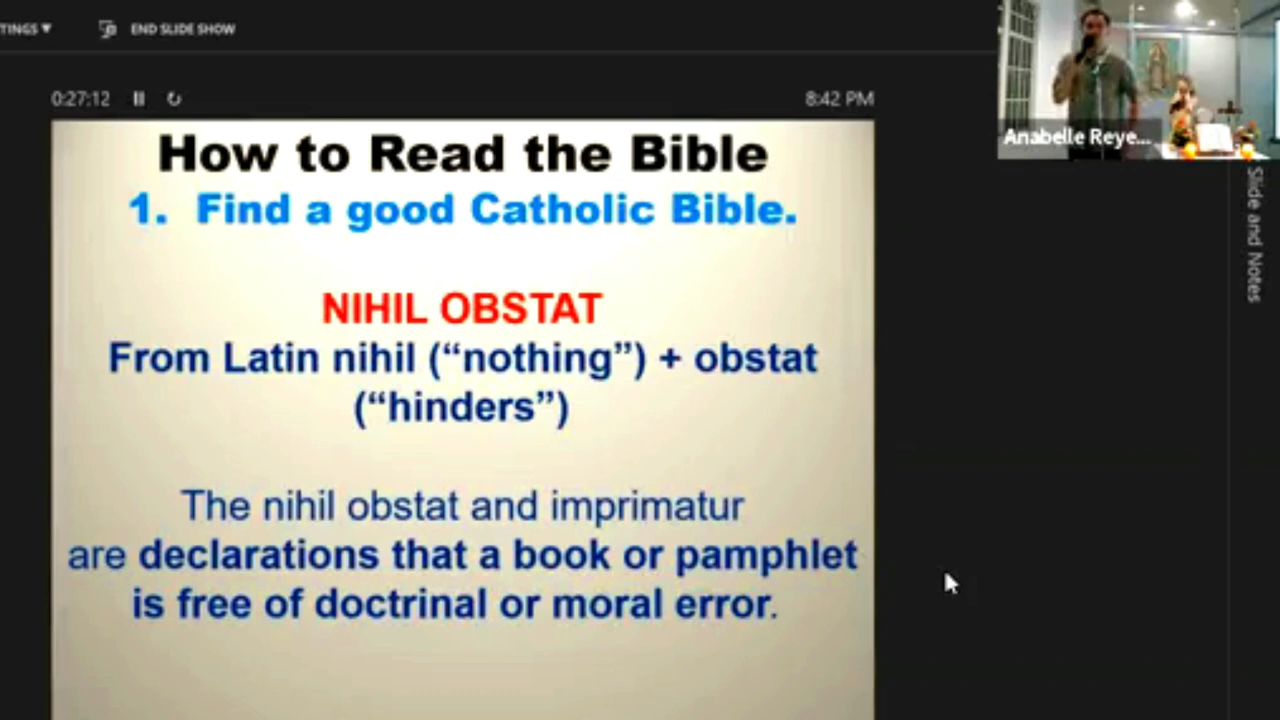 TINGS ▼ END SLIDE SHOW
0:27:12 8:42 PM
Anabelle Reye...
How to Read the Bible
1. Find a good Catholic Bible.
NIHIL OBSTAT
From Latin nihil (“nothing”) + obstat
(“hinders”)
The nihil obstat and imprimatur
are declarations that a book or pamphlet
is free of doctrinal or moral error.
Slide and Notes